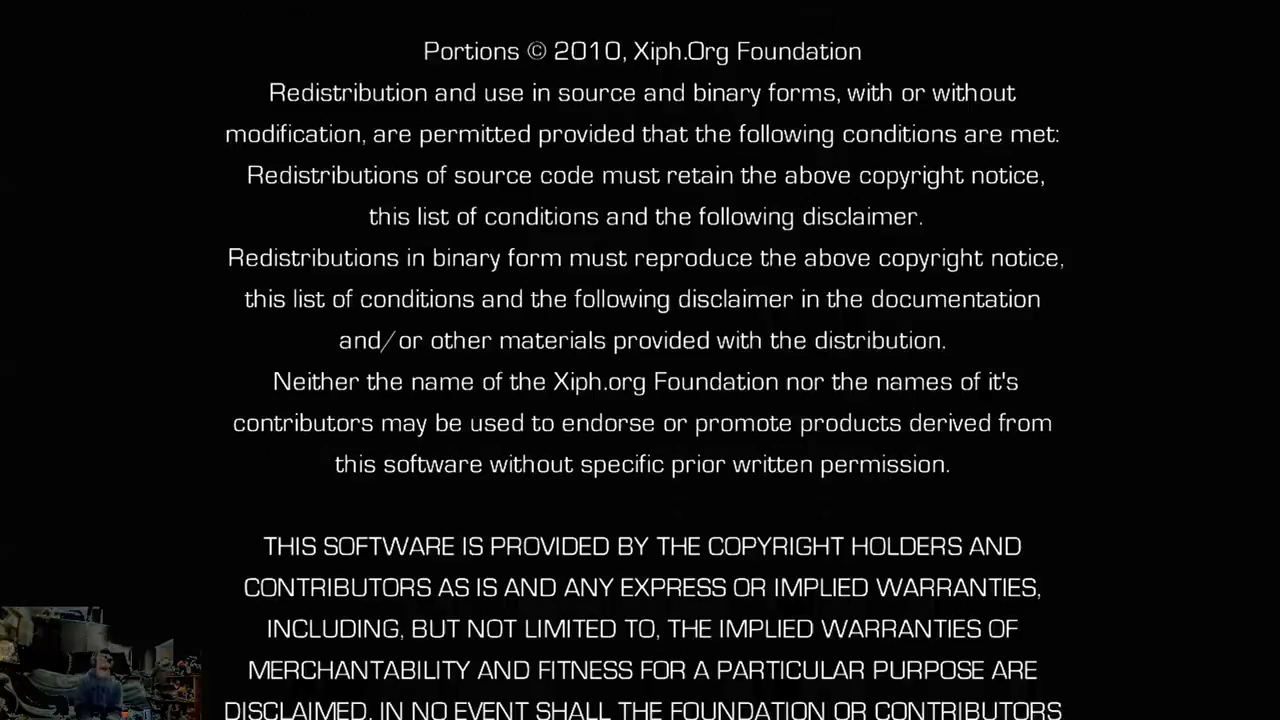 Portions © 2010, Xiph.Org Foundation
Redistribution and use in source and binary forms, with or without
modification, are permitted provided that the following conditions are met:
Redistributions of source code must retain the above copyright notice,
this list of conditions and the following disclaimer.
Redistributions in binary form must reproduce the above copyright notice,
this list of conditions and the following disclaimer in the documentation
and/or other materials provided with the distribution.
Neither the name of the Xiph.org Foundation nor the names of it's
contributors may be used to endorse or promote products derived from
this software without specific prior written permission.
THIS SOFTWARE IS PROVIDED BY THE COPYRIGHT HOLDERS AND
CONTRIBUTORS AS IS AND ANY EXPRESS OR IMPLIED WARRANTIES,
INCLUDING, BUT NOT LIMITED TO, THE IMPLIED WARRANTIES OF
MERCHANTABILITY AND FITNESS FOR A PARTICULAR PURPOSE ARE
DISCLAIMED. IN NO EVENT SHALL THE FOUNDATION OR CONTRIBUTORS